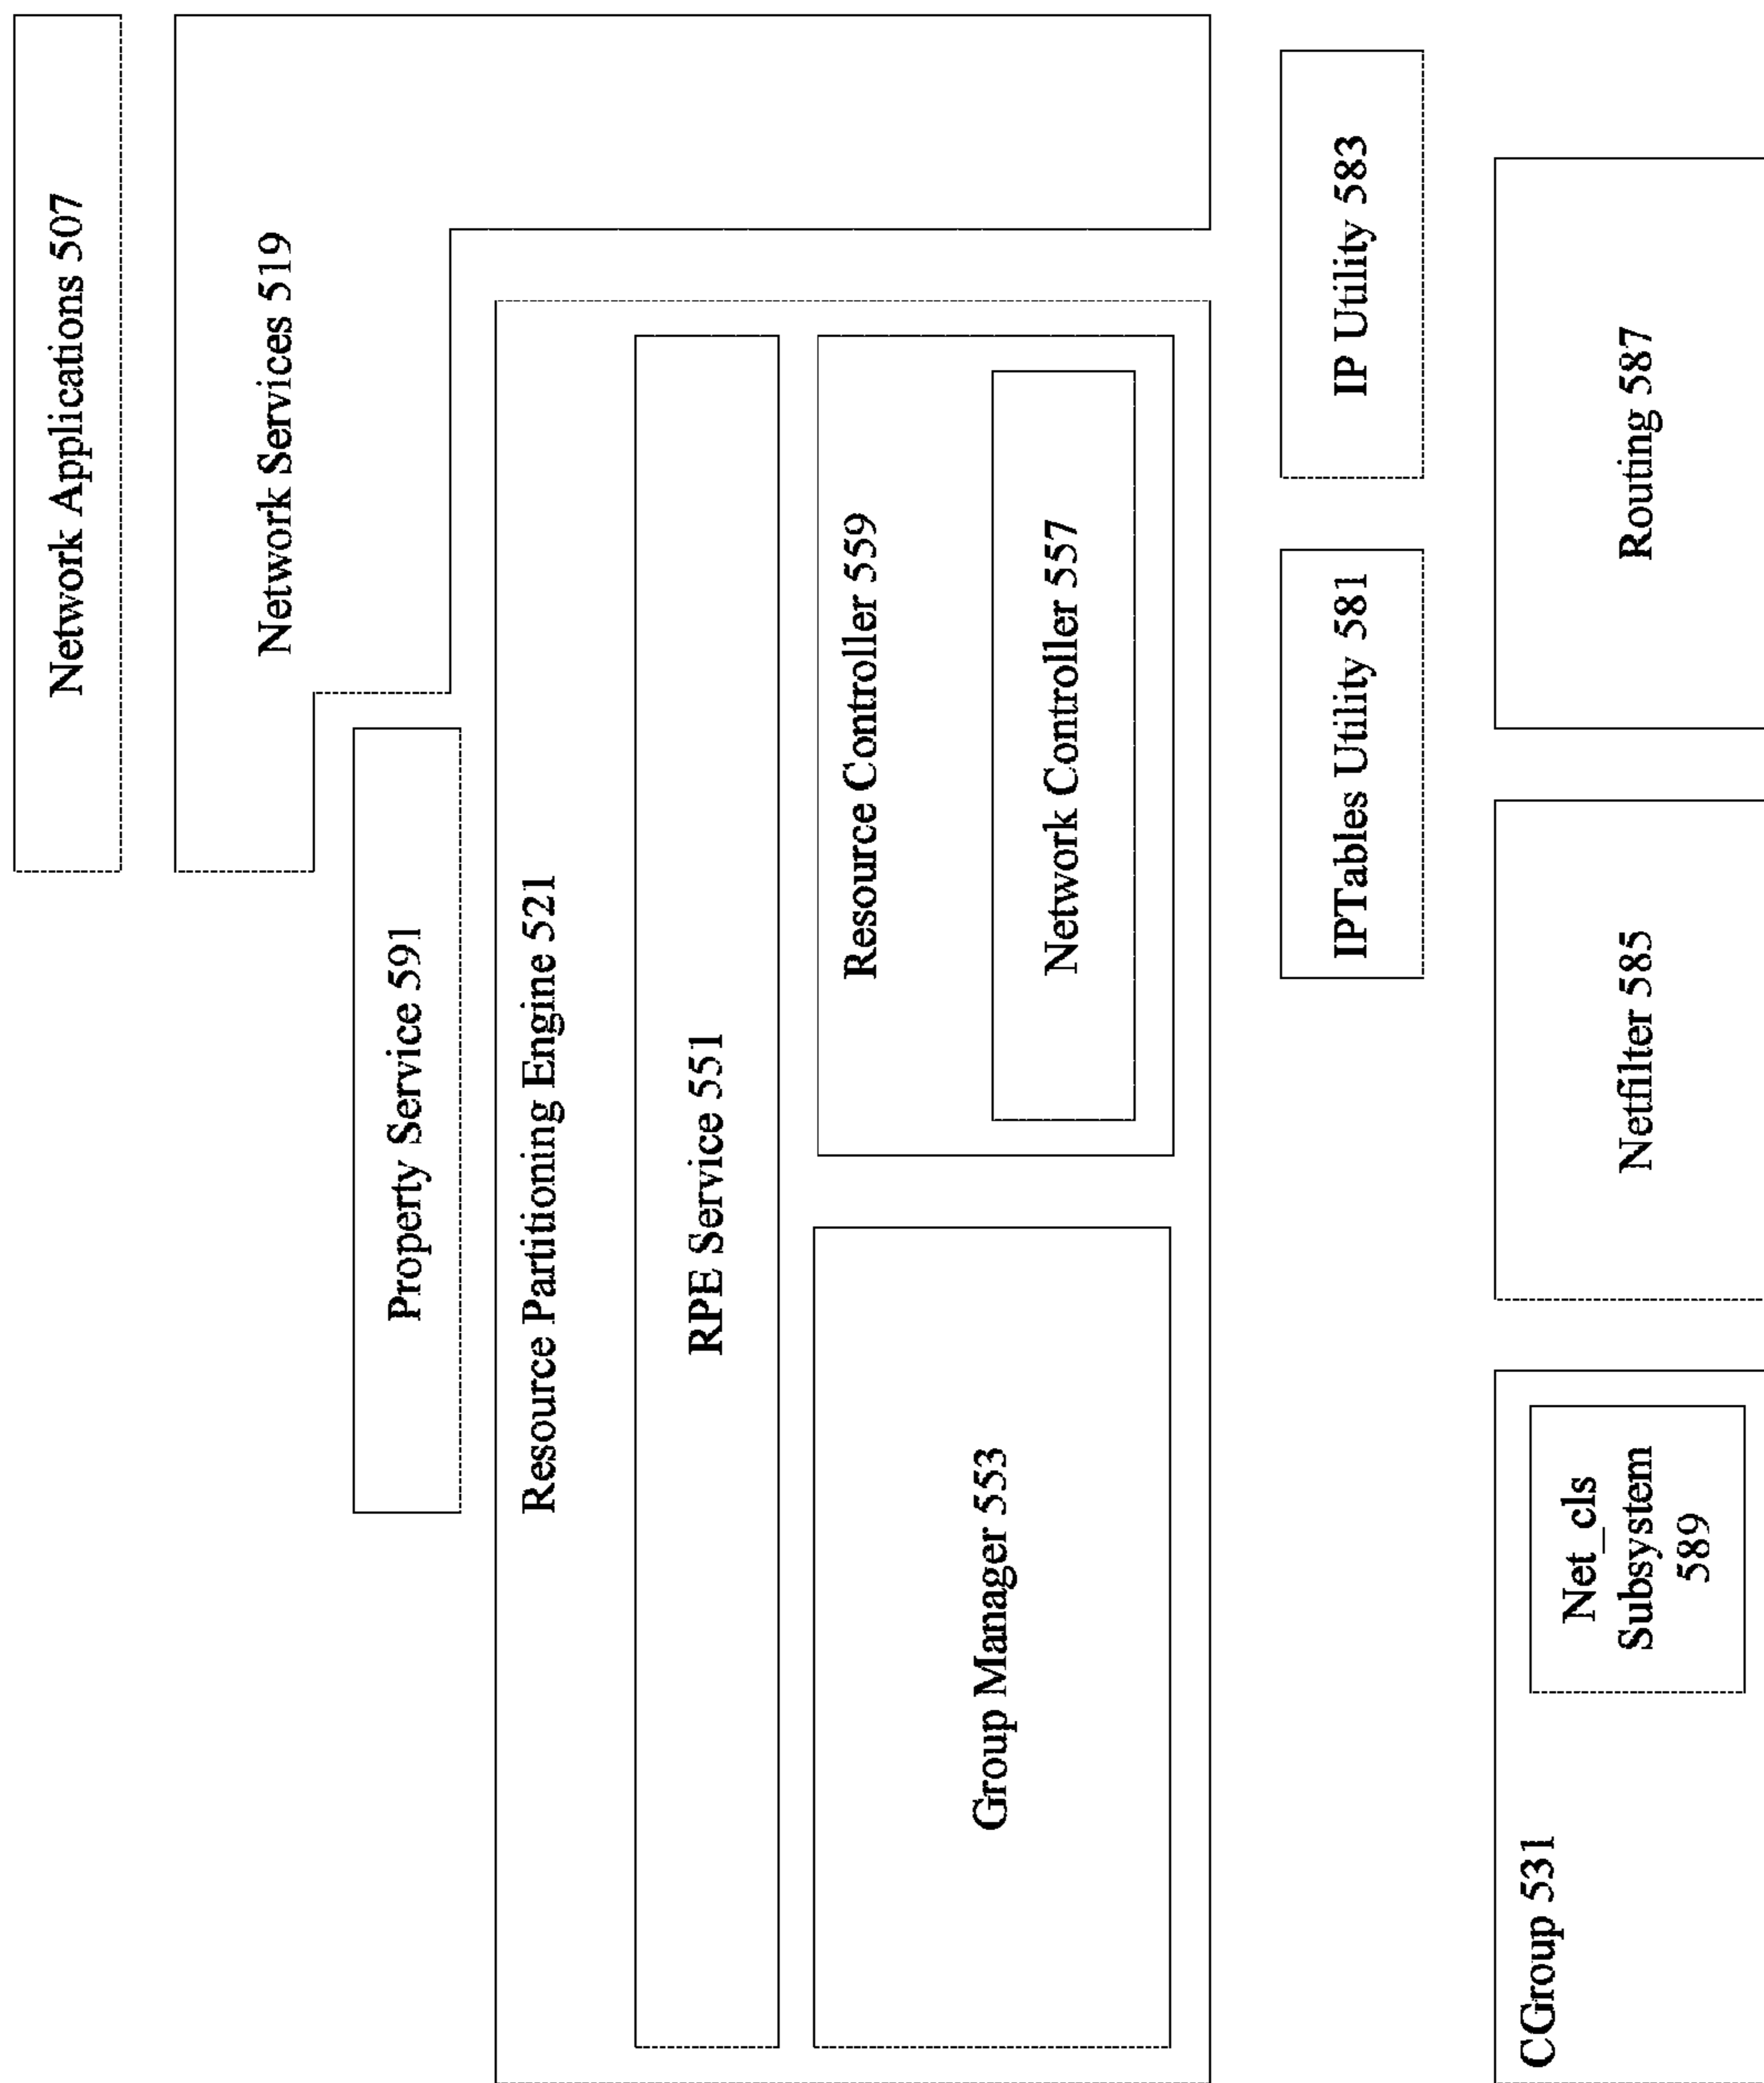 Network Applications 507
Network Services 519
Property Service 591
Resource Partitioning Engine 521
RPE Service 551
Group Manager 553
Resource Controller 559
Network Controller 557
IPTables Utility 581
IP Utility 583
CGroup 531
Net_cls
Subsystem
589
Netfilter 585
Routing 587